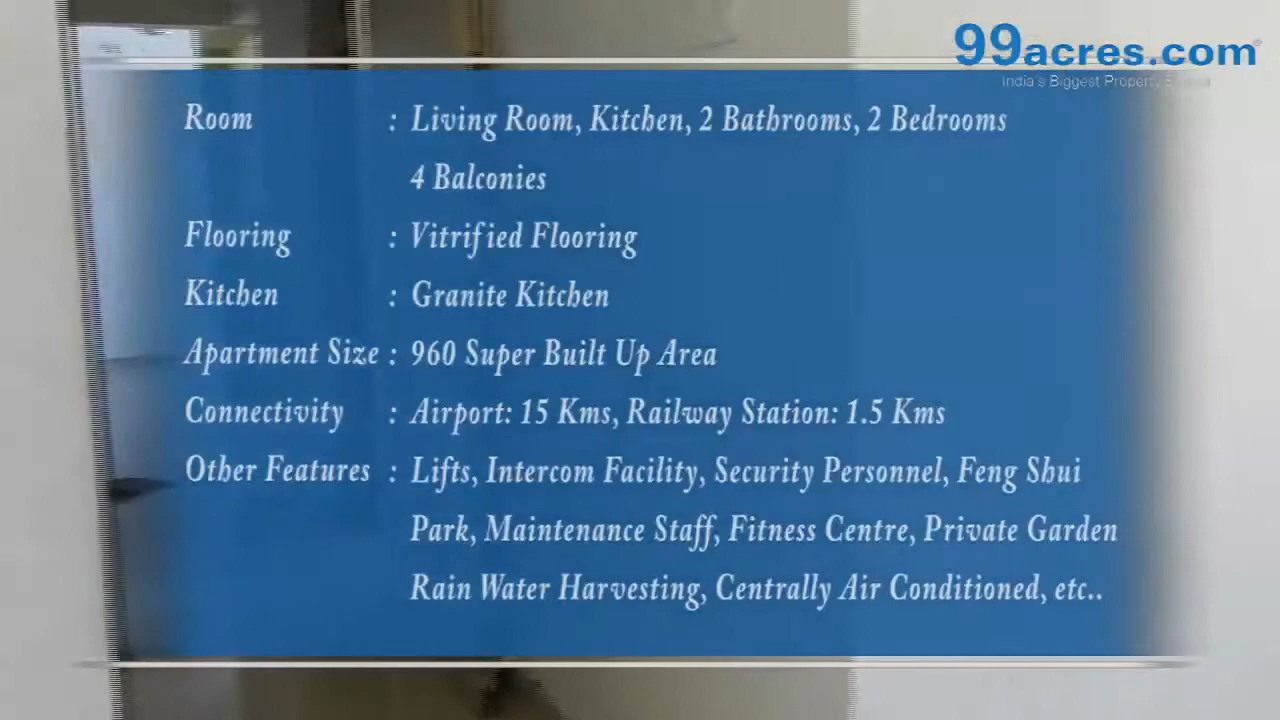 99acres.com
India's Biggest Property
Room : Living Room, Kitchen, 2 Bathrooms, 2 Bedrooms
4 Balconies
Flooring : Vitrified Flooring
Kitchen : Granite Kitchen
Apartment Size : 960 Super Built Up Area
Connectivity : Airport: 15 Kms, Railway Station: 1.5 Kms
Other Features : Lifts, Intercom Facility, Security Personnel, Feng Shui
Park, Maintenance Staff, Fitness Centre, Private Garden
Rain Water Harvesting, Centrally Air Conditioned, etc..